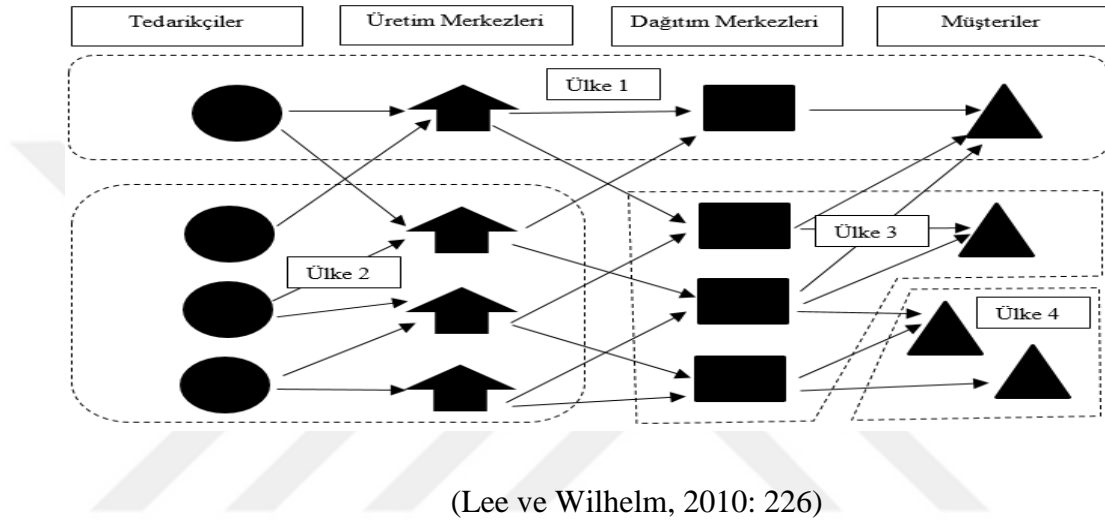 Tedarikçiler
Üretim Merkezleri
Dağıtım Merkezleri
Müşteriler
Ülke 1
Ülke 2
Ülke 3
Ülke 4
(Lee ve Wilhelm, 2010: 226)